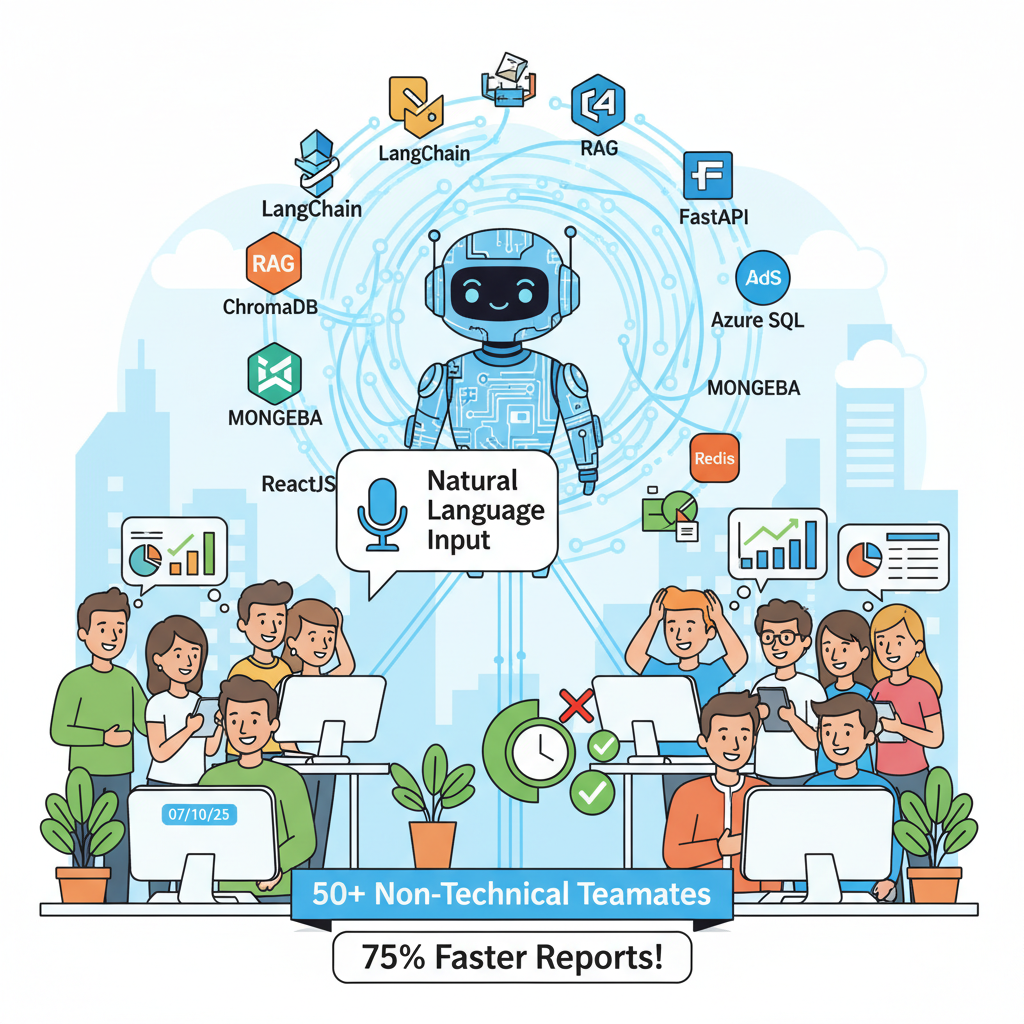 LangChain
RAG
LangChain
FastAPI
RAG
ChromaDB
AdS
Azure SQL
MONGEBA
MONGEBA
Redis
ReactJS
Natural
Language
Input
07/10/25
50+ Non-Technical Teamates
75% Faster Reports!